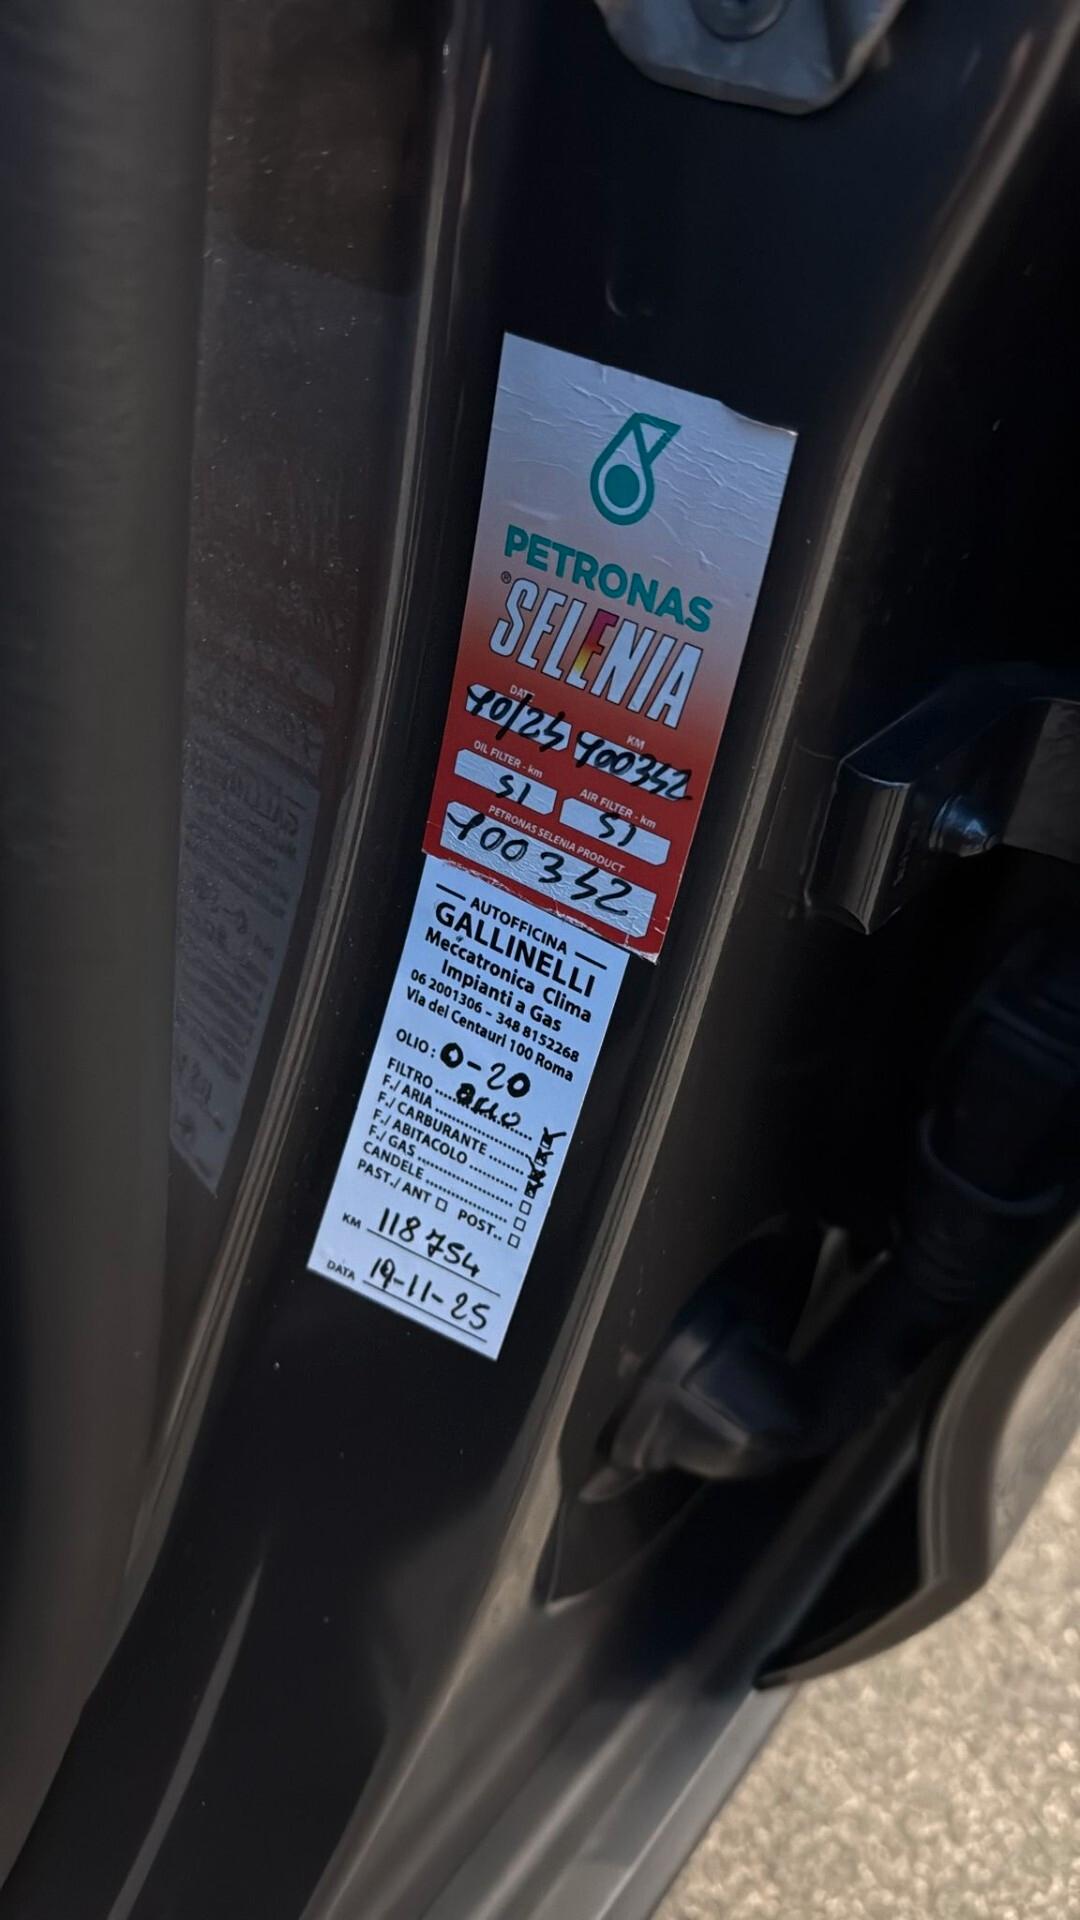 PETRONAS
® SELENIA
DATE KM
10/24 100352
OIL FILTER - km AIR FILTER - km
SI SI
PETRONAS SELENIA PRODUCT
100352
AUTOFFICINA
GALLINELLI
Meccatronica Clima
Impianti a Gas
06 2001306 - 348 8152268
Via dei Centauri 100 Roma
OLIO: 0-20
FILTRO
F./ARIA
F./CARBURANTE
F./ABITACOLO
F./GAS
CANDELE
PAST./ANT □ POST.. □
KM 118754
DATA 19-11-25